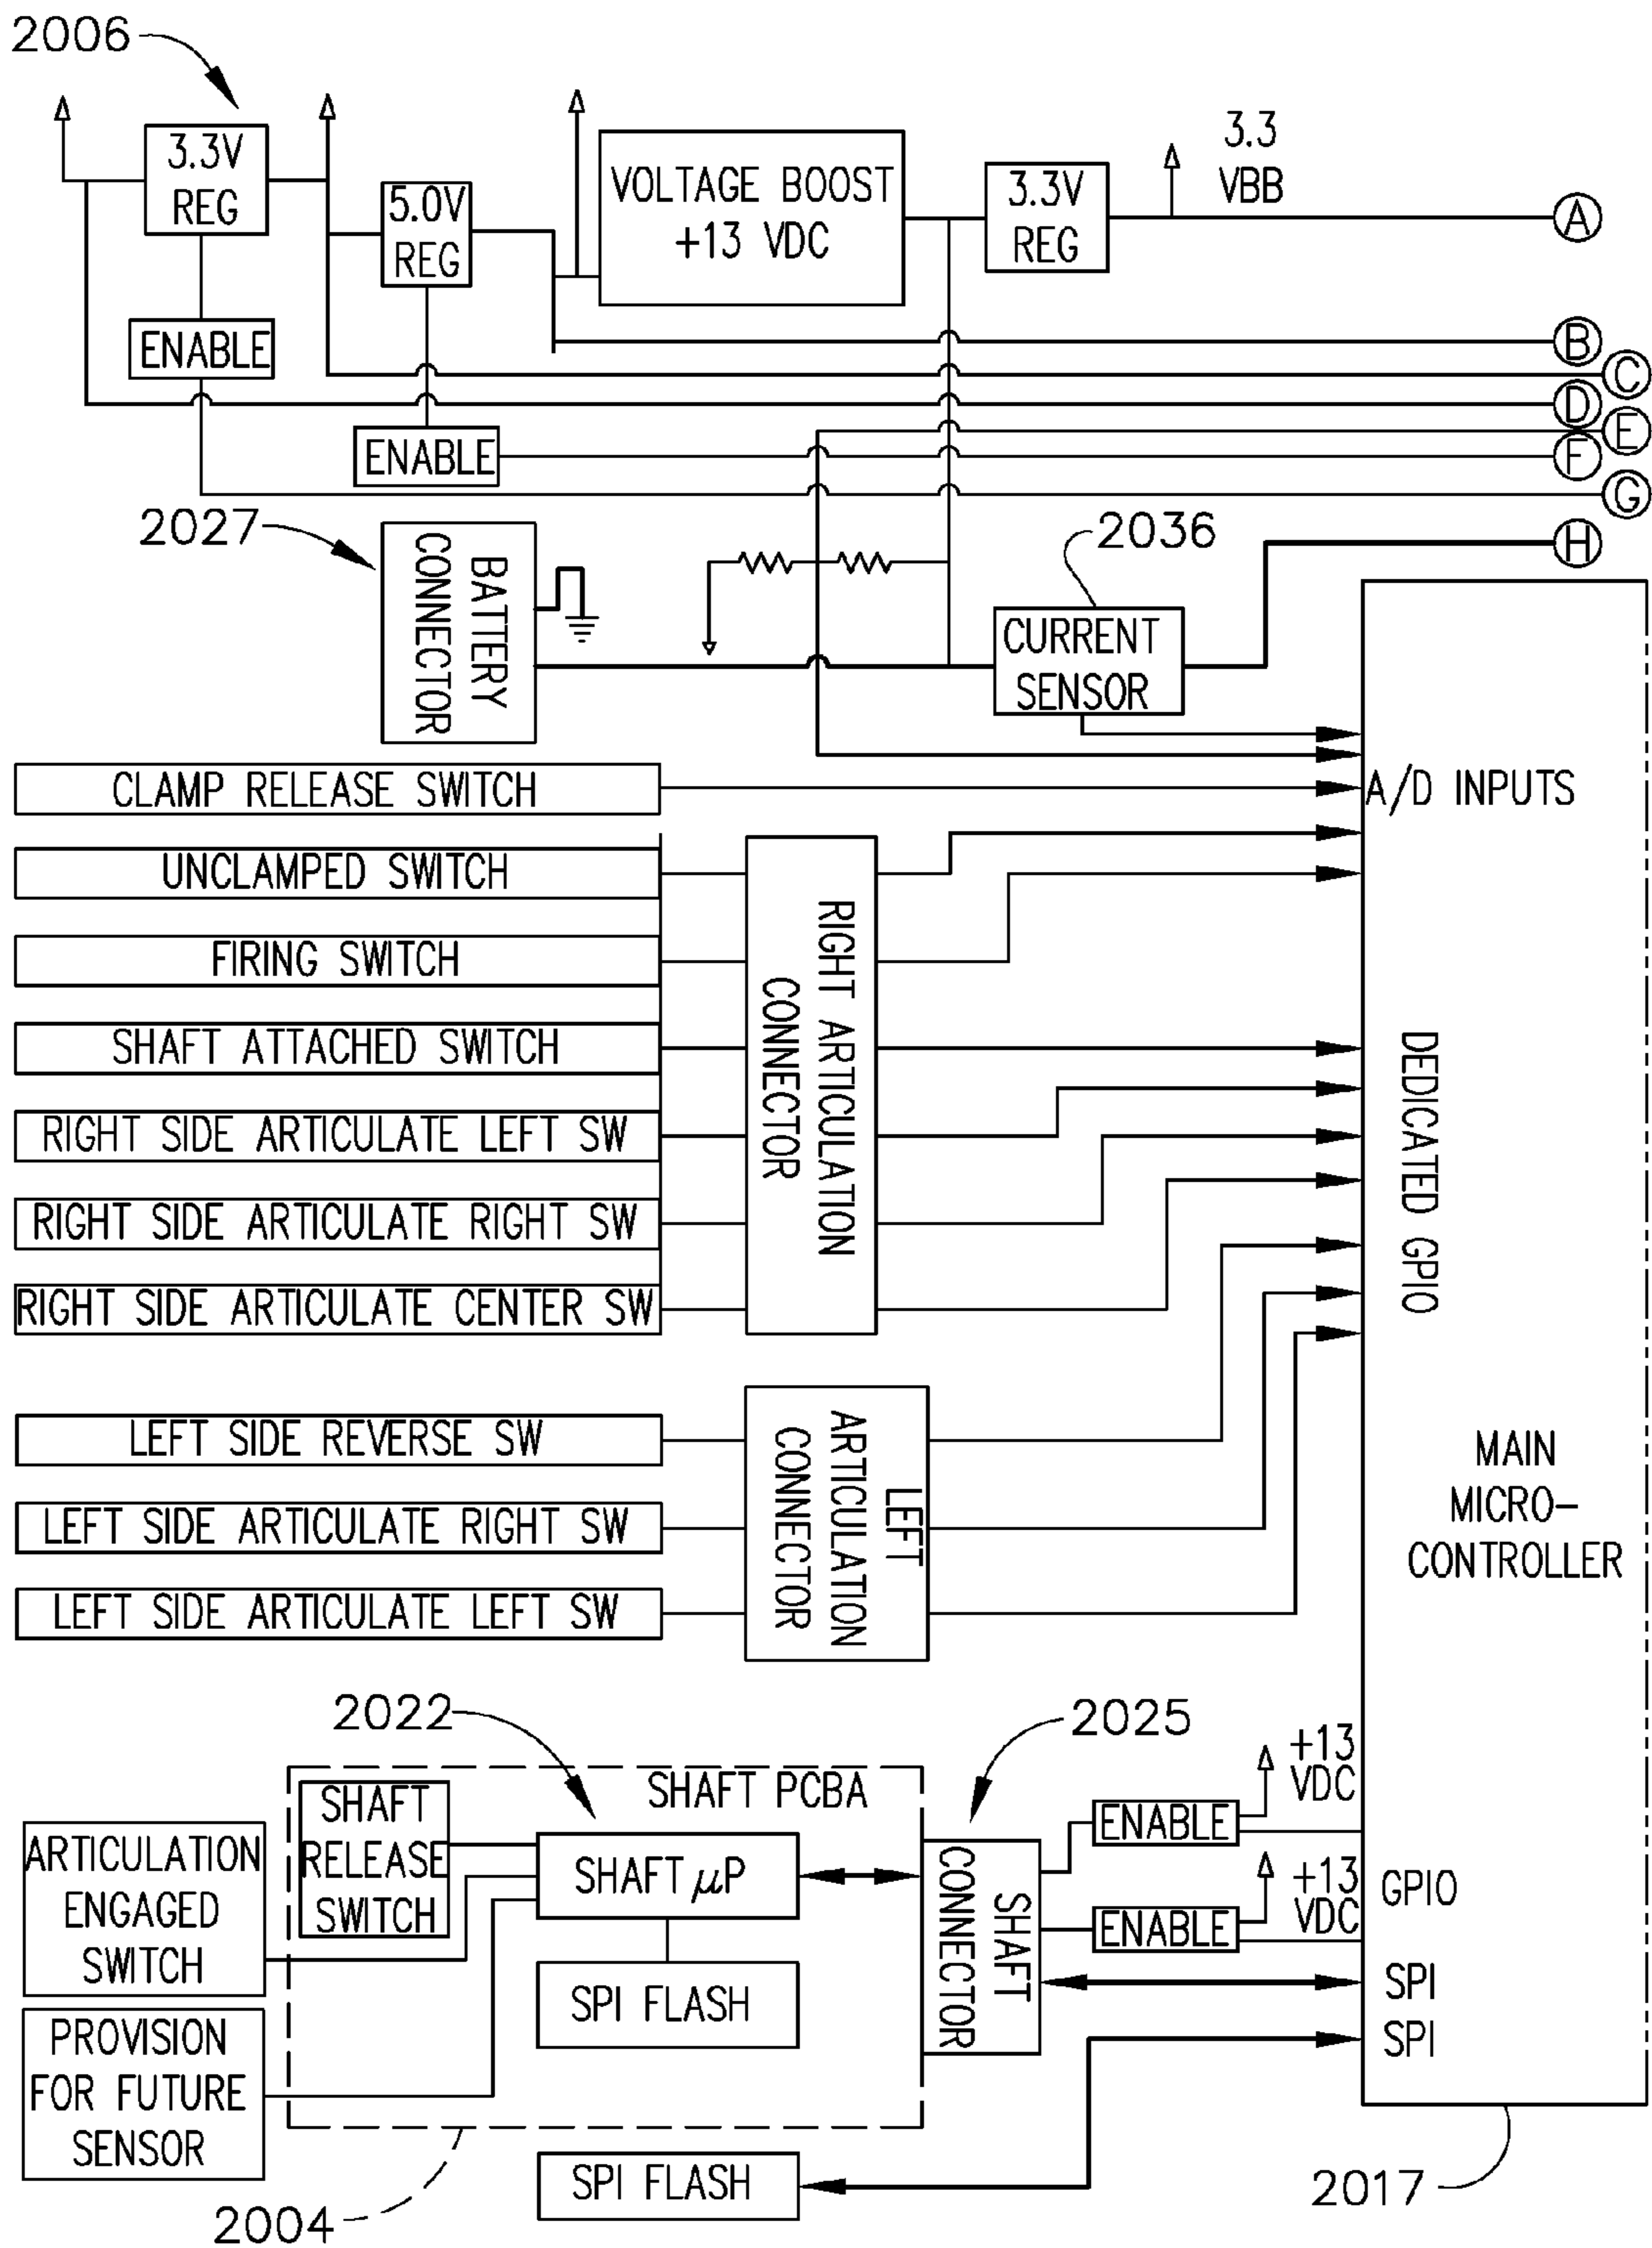 2006
3.3V
REG
5.0V
REG
VOLTAGE BOOST
+13 VDC
3.3V
REG
3.3
VBB
A
ENABLE
B
C
D
E
ENABLE
F
G
2027
BATTERY
CONNECTOR
2036
H
CURRENT
SENSOR
CLAMP RELEASE SWITCH
A/D INPUTS
UNCLAMPED SWITCH
FIRING SWITCH
SHAFT ATTACHED SWITCH
RIGHT SIDE ARTICULATE LEFT SW
RIGHT SIDE ARTICULATE RIGHT SW
RIGHT SIDE ARTICULATE CENTER SW
RIGHT ARTICULATION
CONNECTOR
DEDICATED GPIO
LEFT SIDE REVERSE SW
LEFT SIDE ARTICULATE RIGHT SW
LEFT SIDE ARTICULATE LEFT SW
LEFT
ARTICULATION
CONNECTOR
MAIN
MICRO-
CONTROLLER
2022
2025
SHAFT PCBA
SHAFT
RELEASE
SWITCH
ARTICULATION
ENGAGED
SWITCH
SHAFT μP
SPI FLASH
SHAFT
CONNECTOR
ENABLE
+13
VDC
ENABLE
+13
VDC
GPIO
SPI
SPI
PROVISION
FOR FUTURE
SENSOR
SPI FLASH
2004
2017